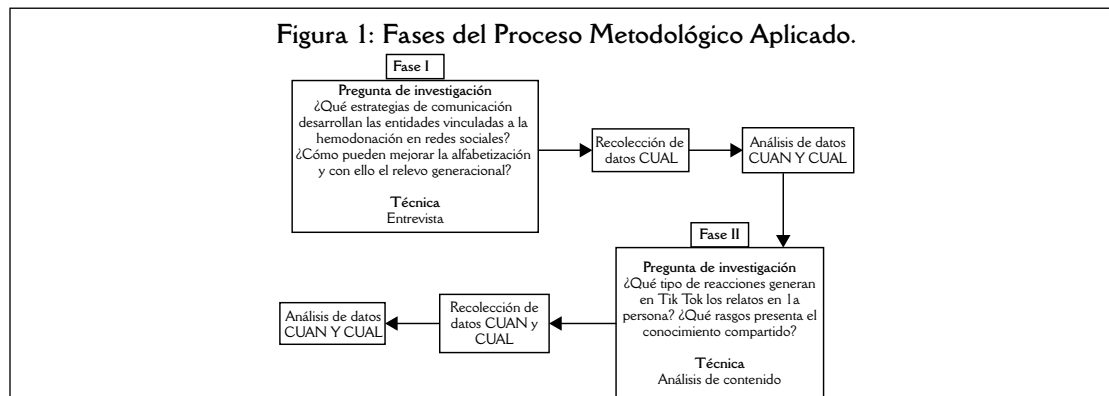 Figura 1: Fases del Proceso Metodológico Aplicado.
Fase I
Pregunta de investigación
¿Qué estrategias de comunicación
desarrollan las entidades vinculadas a la
hemodonación en redes sociales?
¿Cómo pueden mejorar la alfabetización
y con ello el relevo generacional?
Técnica
Entrevista
Recolección de
datos CUAL
Análisis de datos
CUAN Y CUAL
Fase II
Pregunta de investigación
¿Qué tipo de reacciones generan
en Tik Tok los relatos en 1a
persona? ¿Qué rasgos presenta el
conocimiento compartido?
Técnica
Análisis de contenido
Recolección de
datos CUAN y
CUAL
Análisis de datos
CUAN Y CUAL